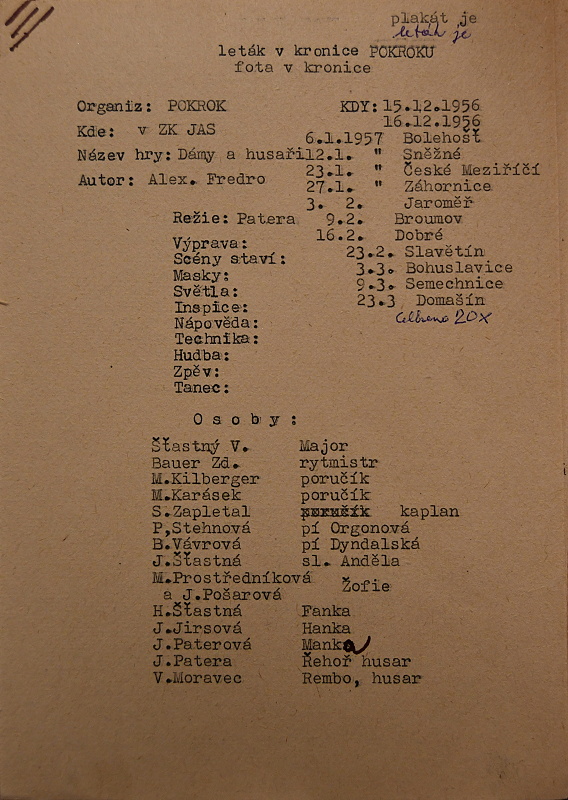 plakát je
leták je
leták v kronice POKROKU
fota v kronice
Organiz: POKROK KDY: 15.12.1956
16.12.1956
Kde: v ZK JAS
6.1.1957 Bolehošť
Název hry: Dámy a husaři 12.1. " Sněžné
23.1. " České Meziříčí
Autor: Alex. Fredro 27.1. " Záhornice
3. 2. Jaroměř
Režie: Patera 9.2. Broumov
16.2. Dobré
Výprava: 23.2. Slavětín
Scény staví: 3.3. Bohuslavice
Masky: 9.3. Semechnice
Světla: 23.3 Domašín
Inspice: 20x
Nápověda:
Technika:
Hudba:
Zpěv:
Tanec:
Osoby:
Šťastný V. Major
Bauer Zd. rytmistr
M.Kilberger poručík
M.Karásek poručík
S.Zapletal poručík kaplan
P,Stehnová pí Orgonová
B.Vávrová pí Dyndalská
J.Šťastná sl. Anděla
M.Prostředníková
a J.Pošarová Žofie
H.Šťastná Fanka
J.Jirsová Hanka
J.Paterová Manka
J.Patera Řehoř husar
V.Moravec Rembo, husar